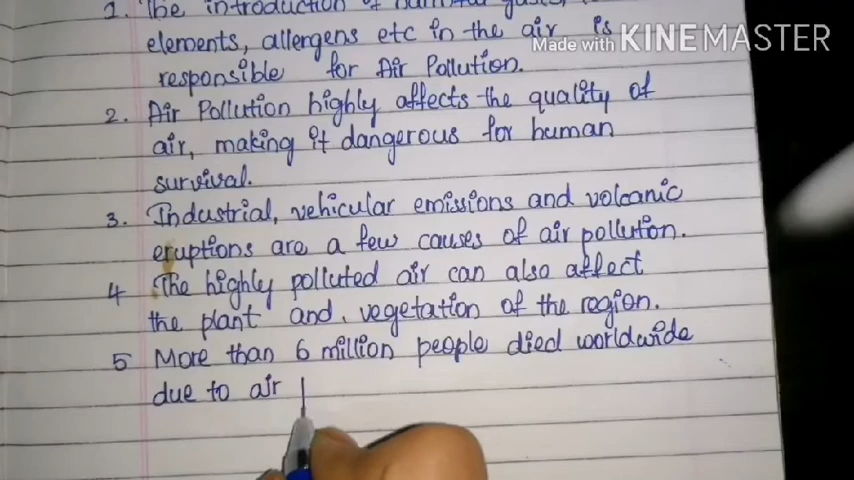 1. The introduction of harmful gases,
elements, allergens etc in the air is
Made with KINEMASTER
responsible for Air Pollution.
2. Air Pollution highly affects the quality of
air, making it dangerous for human
survival.
3. Industrial, vehicular emissions and volcanic
eruptions are a few causes of air pollution.
4 The highly polluted air can also affect
the plant and vegetation of the region.
5 More than 6 million people died worldwide
due to air